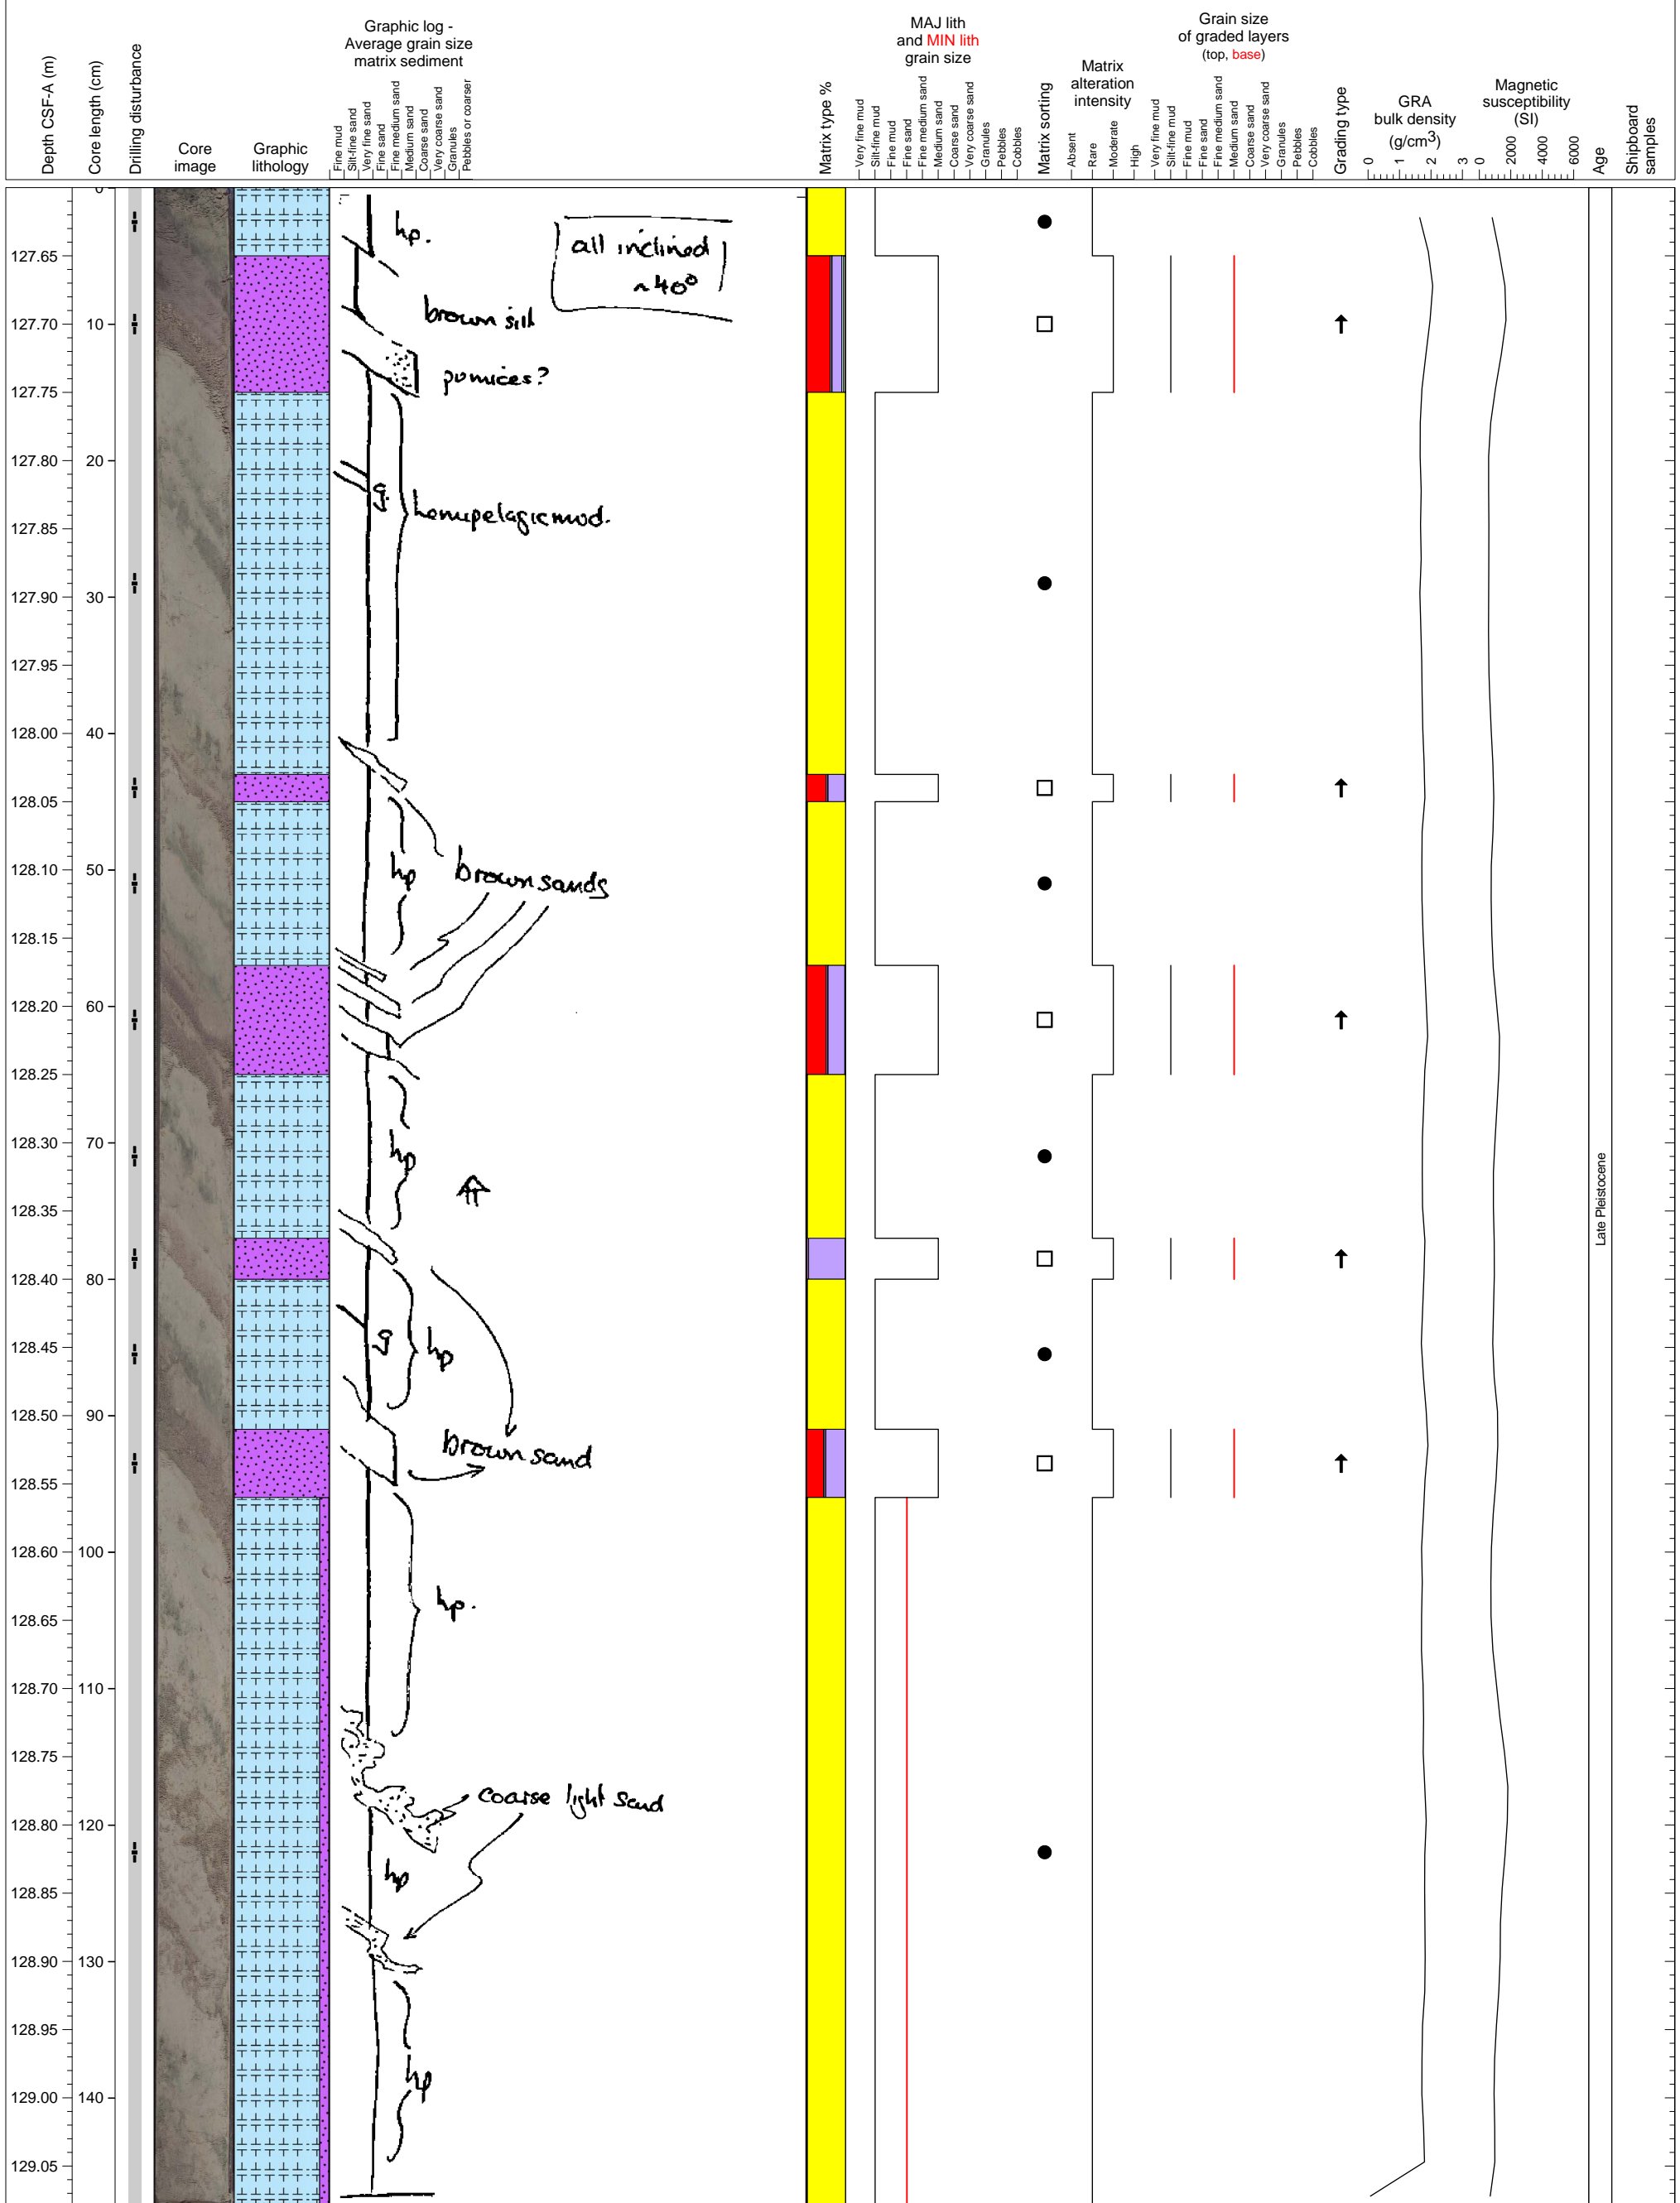 Depth CSF-A (m)
Core length (cm)
Drilling disturbance
Core
image
Graphic
lithology
Graphic log -
Average grain size
matrix sediment
Fine mud
Silt-fine sand
Very fine sand
Fine sand
Fine medium sand
Medium sand
Coarse sand
Very coarse sand
Granules
Pebbles or coarser
Matrix type %
MAJ lith
and MIN lith
grain size
Very fine mud
Silt-fine mud
Fine mud
Fine sand
Fine medium sand
Medium sand
Coarse sand
Very coarse sand
Granules
Pebbles
Cobbles
Matrix sorting
Matrix
alteration
intensity
Absent
Rare
Moderate
High
Grain size
of graded layers
(top, base)
Very fine mud
Silt-fine mud
Fine mud
Fine sand
Fine medium sand
Medium sand
Coarse sand
Very coarse sand
Granules
Pebbles
Cobbles
Grading type
GRA
bulk density
(g/cm3)
0 1 2 3
Magnetic
susceptibility
(SI)
0 2000 4000 6000
Age
Shipboard
samples
0
hp.
all inclined
~40°
127.65
127.70 10
brown silt
pumices?
127.75
127.80 20
g
127.85
hemipelagic mud.
127.90 30
127.95
128.00 40
128.05
128.10 50
hp
brown sands
128.15
128.20 60
128.25
128.30 70
hp
128.35
Late Pleistocene
128.40 80
128.45
g
hp
128.50 90
brown sand
128.55
128.60 100
128.65
hp.
128.70 110
128.75
coarse light sand
128.80 120
hp
128.85
128.90 130
128.95
hp
129.00 140
129.05